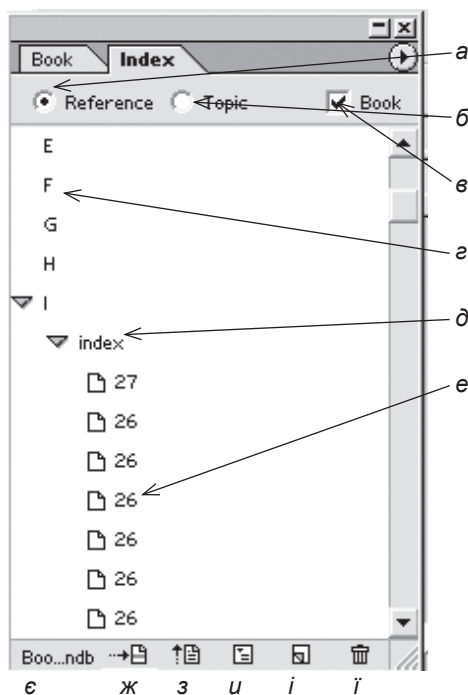 Book Index
а
Reference Topic Book
б
E
в
F
г
G
H
I
д
index
27
е
26
26
26
26
26
26
Boo...ndb
є ж з и і ї